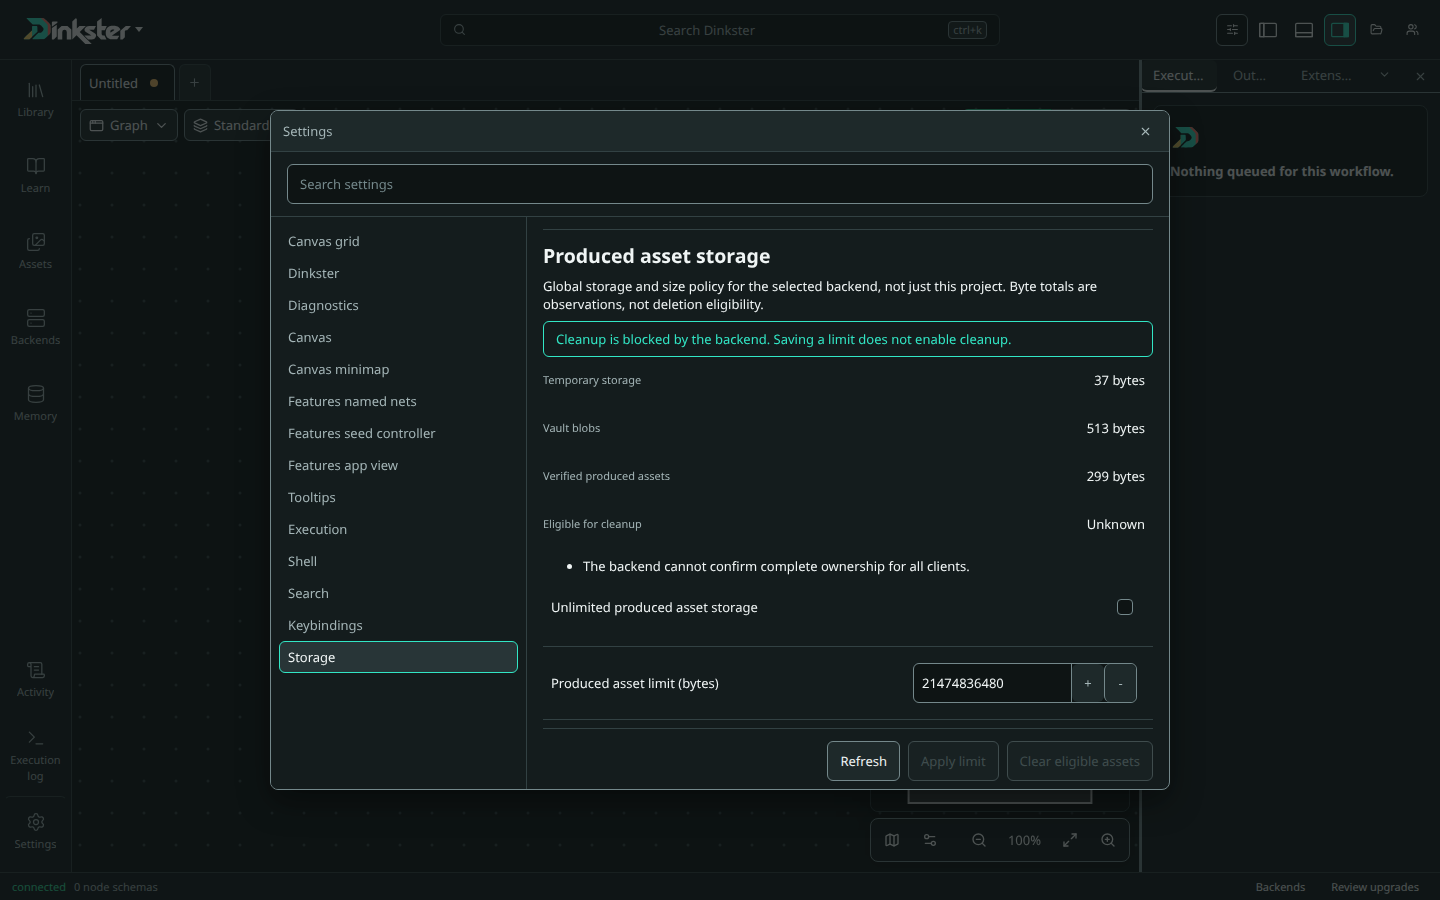 Dinkster
Search Dinkster
ctrl+k
Library
Learn
Assets
Backends
Memory
Activity
Execution
log
Settings
Untitled
+
Graph
Standard
Execut...
Out...
Extens...
Nothing queued for this workflow.
Settings
Search settings
Canvas grid
Dinkster
Diagnostics
Canvas
Canvas minimap
Features named nets
Features seed controller
Features app view
Tooltips
Execution
Shell
Search
Keybindings
Storage
Produced asset storage
Global storage and size policy for the selected backend, not just this project. Byte totals are
observations, not deletion eligibility.
Cleanup is blocked by the backend. Saving a limit does not enable cleanup.
Temporary storage 37 bytes
Vault blobs 513 bytes
Verified produced assets 299 bytes
Eligible for cleanup Unknown
• The backend cannot confirm complete ownership for all clients.
Unlimited produced asset storage
Produced asset limit (bytes) 21474836480 + -
Refresh Apply limit Clear eligible assets
100%
connected 0 node schemas
Backends Review upgrades